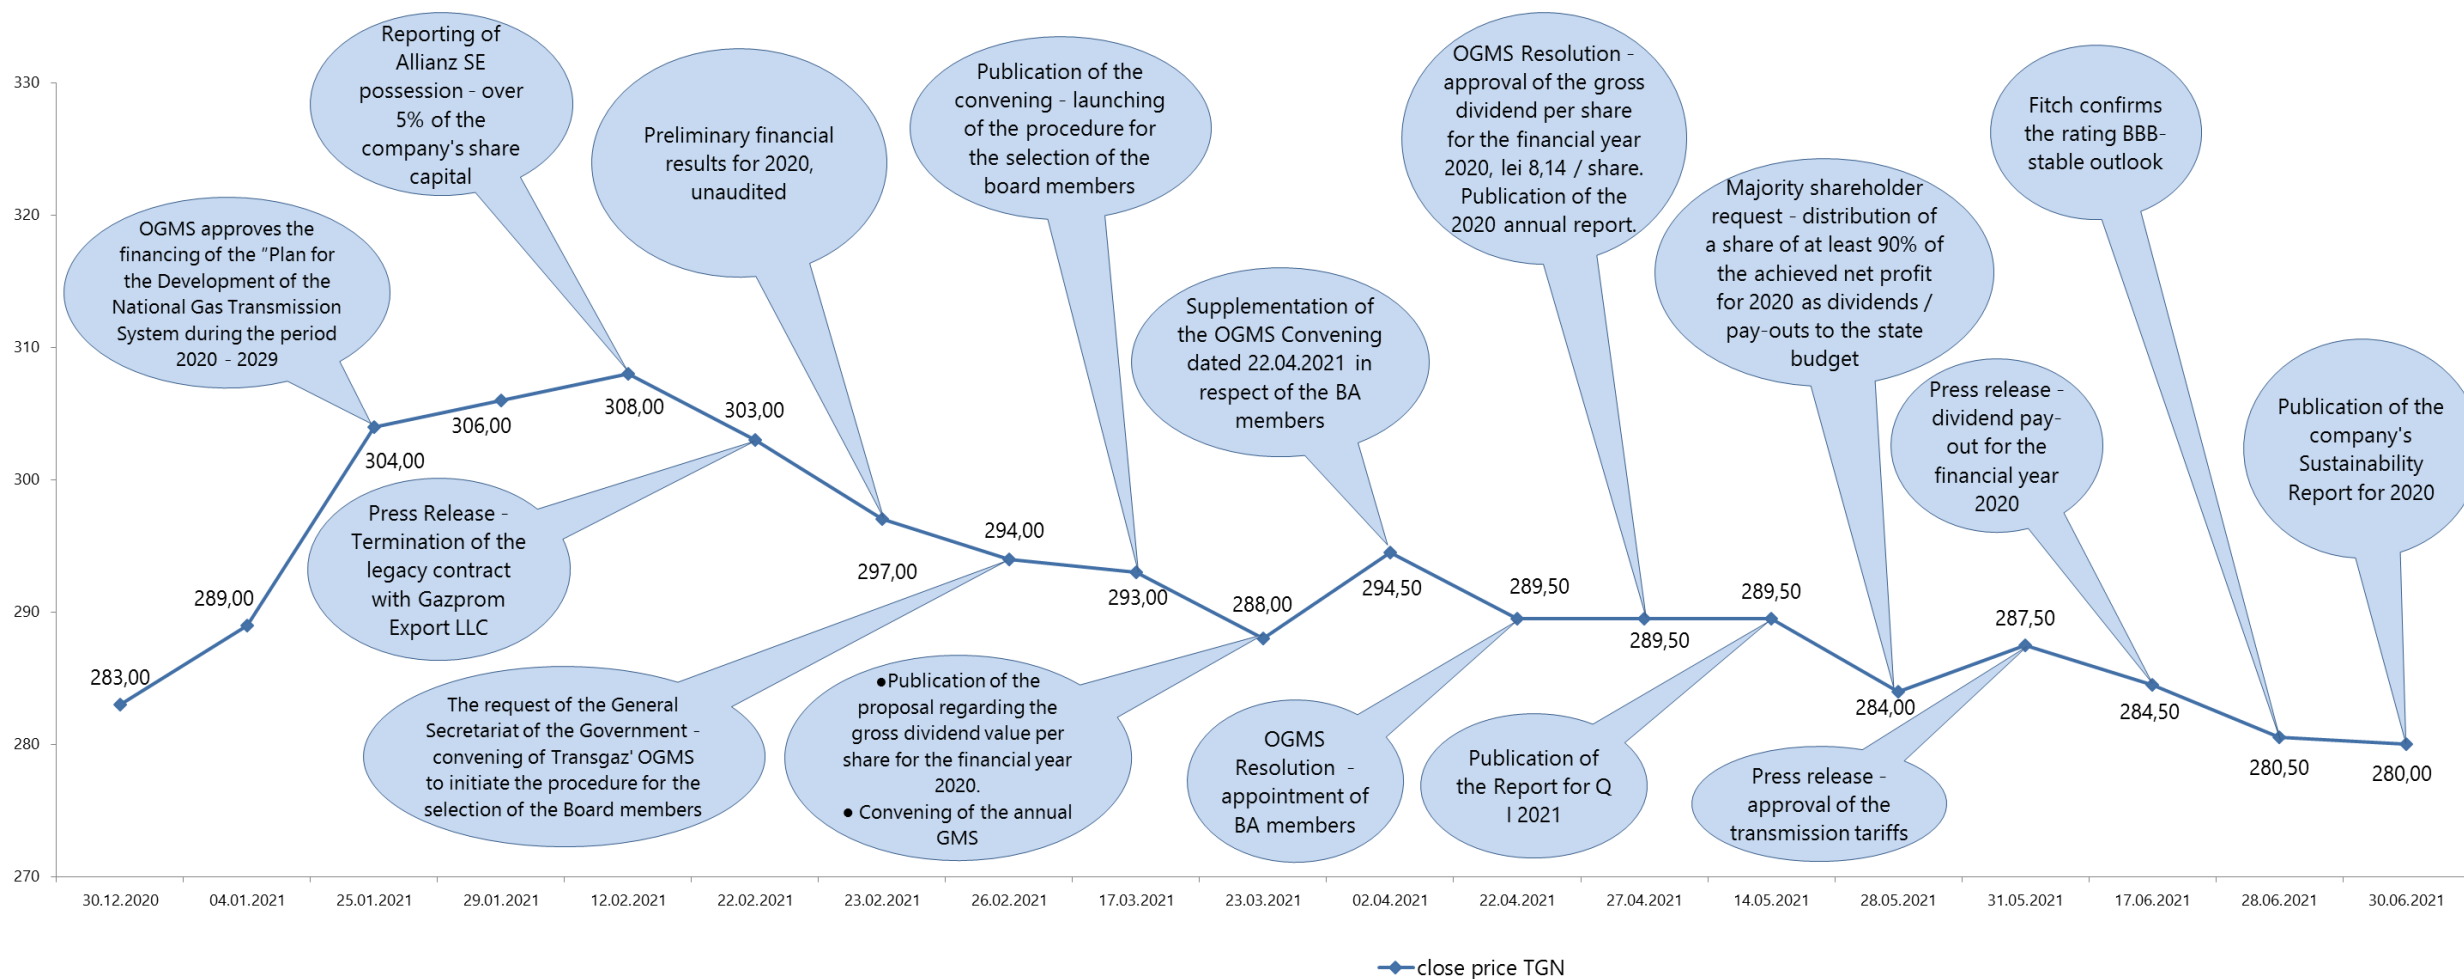 Reporting of
Allianz SE
possession - over
5% of the
company's share
capital
OGMS approves the
financing of the "Plan for
the Development of the
National Gas Transmission
System during the period
2020 - 2029
Preliminary financial
results for 2020,
unaudited
Publication of the
convening - launching
of the procedure for
the selection of the
board members
Supplementation of
the OGMS Convening
dated 22.04.2021 in
respect of the BA
members
OGMS Resolution -
approval of the gross
dividend per share
for the financial year
2020, lei 8,14 / share.
Publication of the
2020 annual report.
Majority shareholder
request - distribution of
a share of at least 90% of
the achieved net profit
for 2020 as dividends /
pay-outs to the state
budget
Press release -
dividend pay-
out for the
financial year
2020
Fitch confirms
the rating BBB-
stable outlook
Publication of the
company's
Sustainability
Report for 2020
Press Release -
Termination of the
legacy contract
with Gazprom
Export LLC
The request of the General
Secretariat of the Government -
convening of Transgaz' OGMS
to initiate the procedure for the
selection of the Board members
●Publication of the
proposal regarding the
gross dividend value per
share for the financial year
2020.
● Convening of the annual
GMS
OGMS
Resolution -
appointment of
BA members
Publication of
the Report for Q
I 2021
Press release -
approval of the
transmission tariffs
330
320
310
300
290
280
270
283,00
289,00
304,00
306,00
308,00
303,00
297,00
294,00
293,00
288,00
294,50
289,50
289,50
289,50
284,00
287,50
284,50
280,50
280,00
30.12.2020
04.01.2021
25.01.2021
29.01.2021
12.02.2021
22.02.2021
23.02.2021
26.02.2021
17.03.2021
23.03.2021
02.04.2021
22.04.2021
27.04.2021
14.05.2021
28.05.2021
31.05.2021
17.06.2021
28.06.2021
30.06.2021
close price TGN